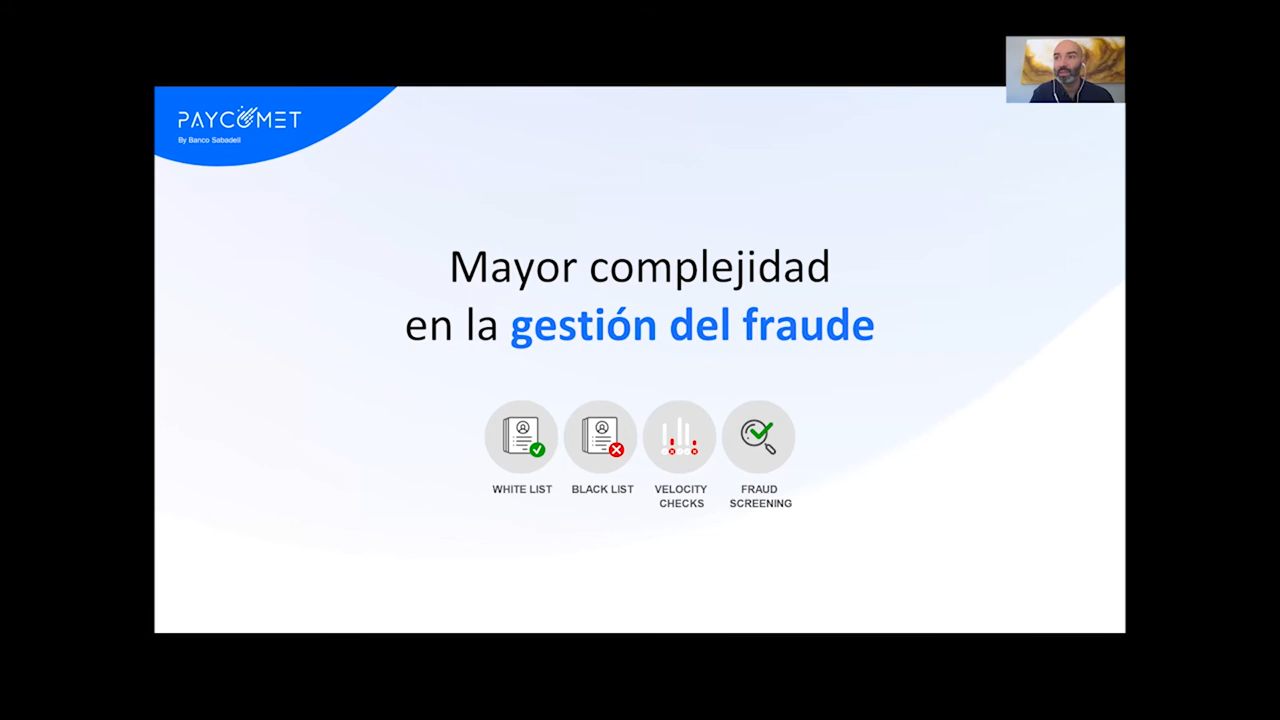 PAYCOMET
By Banco Sabadell
Mayor complejidad
en la gestión del fraude
WHITE LIST
BLACK LIST
VELOCITY
CHECKS
FRAUD
SCREENING